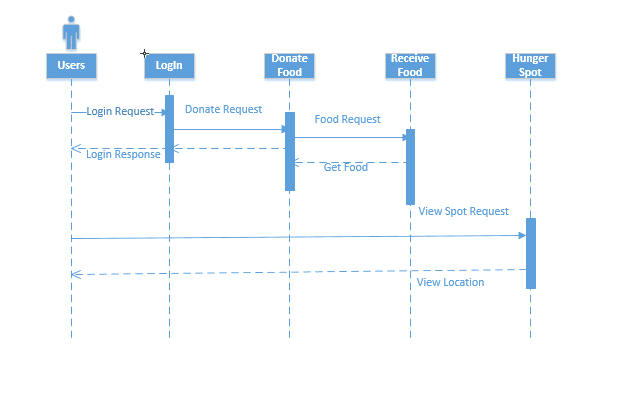 Users
LogIn
Donate
Food
Receive
Food
Hunger
Spot
Login Request
Donate Request
Food Request
Login Response
Get Food
View Spot Request
View Location